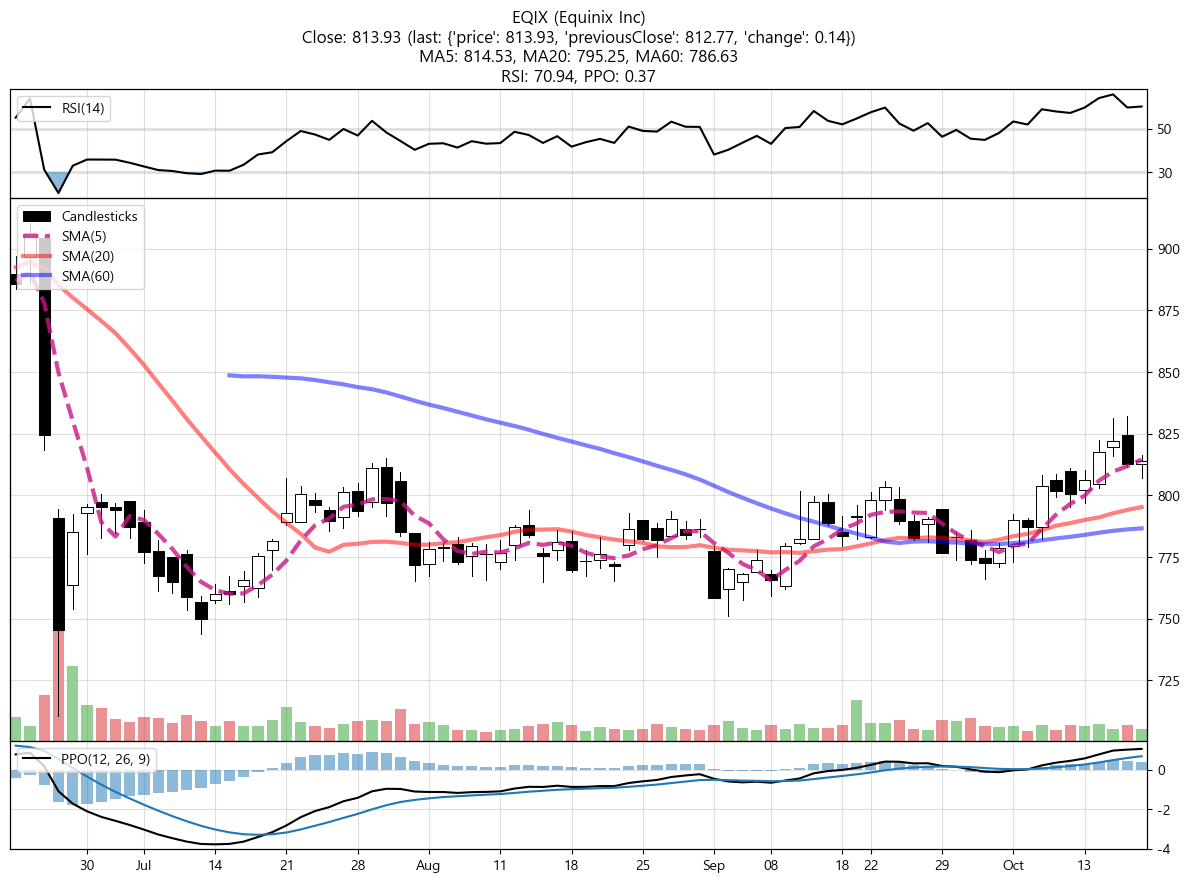 EQIX (Equinix Inc)
Close: 813.93 (last: {'price': 813.93, 'previousClose': 812.77, 'change': 0.14})
MA5: 814.53, MA20: 795.25, MA60: 786.63
RSI: 70.94, PPO: 0.37
RSI(14)
50
30
Candlesticks
SMA(5)
SMA(20)
SMA(60)
900
875
850
825
800
775
750
725
PPO(12, 26, 9)
0
-2
-4
30 Jul 14 21 28 Aug 11 18 25 Sep 08 18 22 29 Oct 13